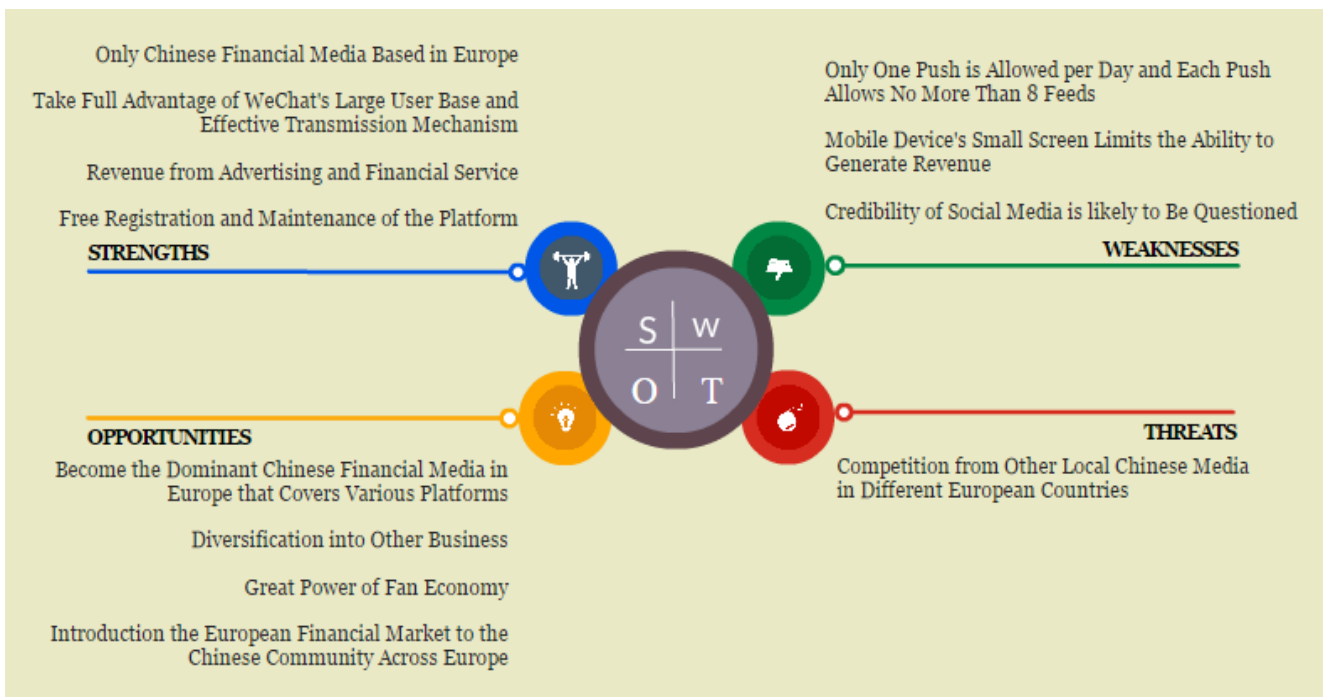 Only Chinese Financial Media Based in Europe
Take Full Advantage of WeChat's Large User Base and
Effective Transmission Mechanism
Revenue from Advertising and Financial Service
Free Registration and Maintenance of the Platform
STRENGTHS
Only One Push is Allowed per Day and Each Push
Allows No More Than 8 Feeds
Mobile Device's Small Screen Limits the Ability to
Generate Revenue
Credibility of Social Media is likely to Be Questioned
WEAKNESSES
S W
O T
OPPORTUNITIES
Become the Dominant Chinese Financial Media in
Europe that Covers Various Platforms
Diversification into Other Business
Great Power of Fan Economy
Introduction the European Financial Market to the
Chinese Community Across Europe
THREATS
Competition from Other Local Chinese Media
in Different European Countries